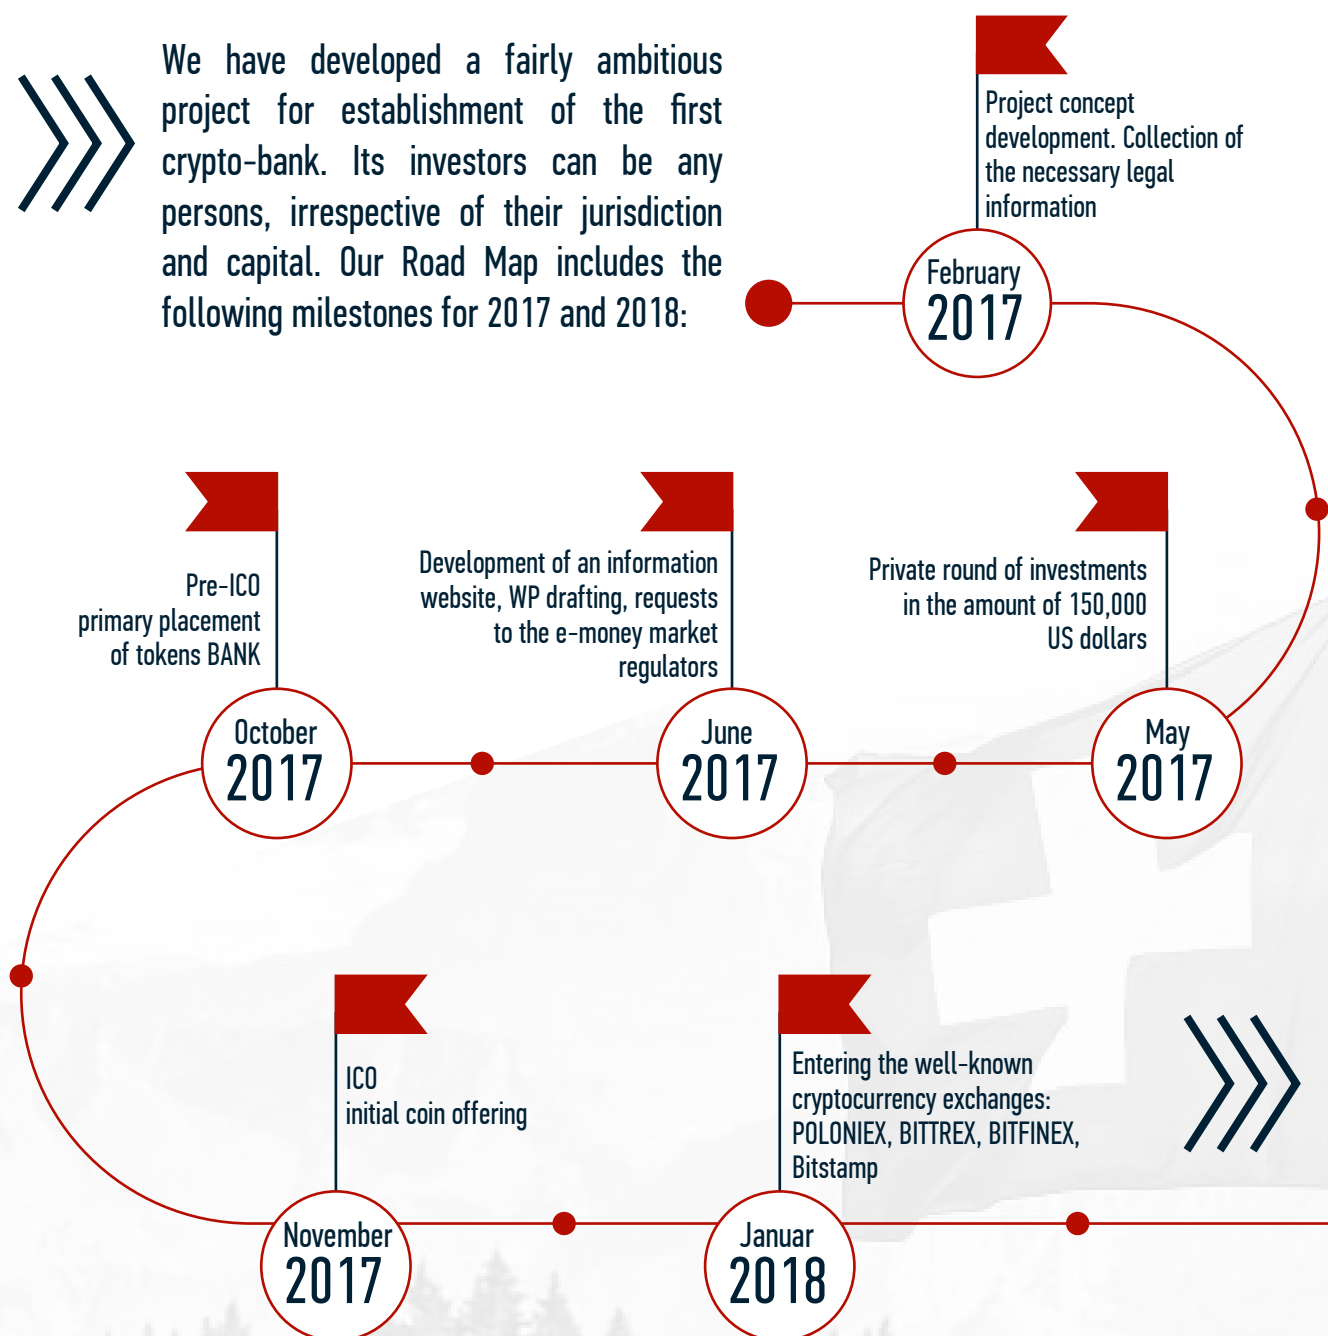 We have developed a fairly ambitious
project for establishment of the first
crypto-bank. Its investors can be any
persons, irrespective of their jurisdiction
and capital. Our Road Map includes the
following milestones for 2017 and 2018:
Project concept
development. Collection of
the necessary legal
information
February
2017
Private round of investments
in the amount of 150,000
US dollars
May
2017
Development of an information
website, WP drafting, requests
to the e-money market
regulators
June
2017
Pre-ICO
primary placement
of tokens BANK
October
2017
ICO
initial coin offering
November
2017
Entering the well-known
cryptocurrency exchanges:
POLONIEX, BITTREX, BITFINEX,
Bitstamp
Januar
2018